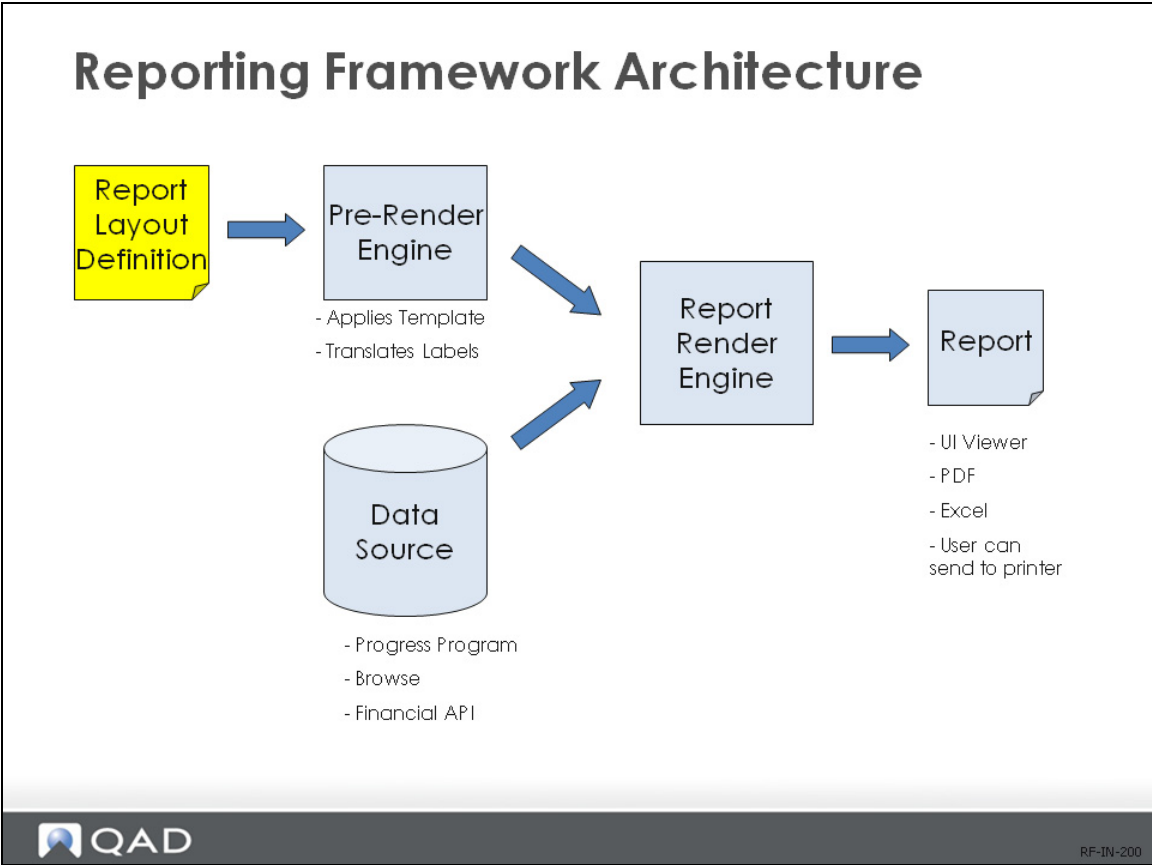 Reporting Framework Architecture
Report
Layout
Definition
Pre-Render
Engine
- Applies Template
- Translates Labels
Data
Source
- Progress Program
- Browse
- Financial API
Report
Render
Engine
Report
- UI Viewer
- PDF
- Excel
- User can
send to printer
QAD
RF-IN-200